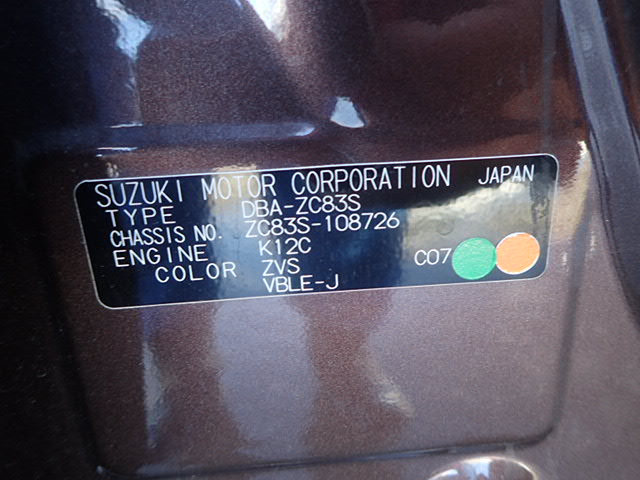 SUZUKI MOTOR CORPORATION JAPAN
TYPE DBA-ZC83S
CHASSIS NO. ZC83S-108726
ENGINE K12C
COLOR ZVS C07
VBLE-J